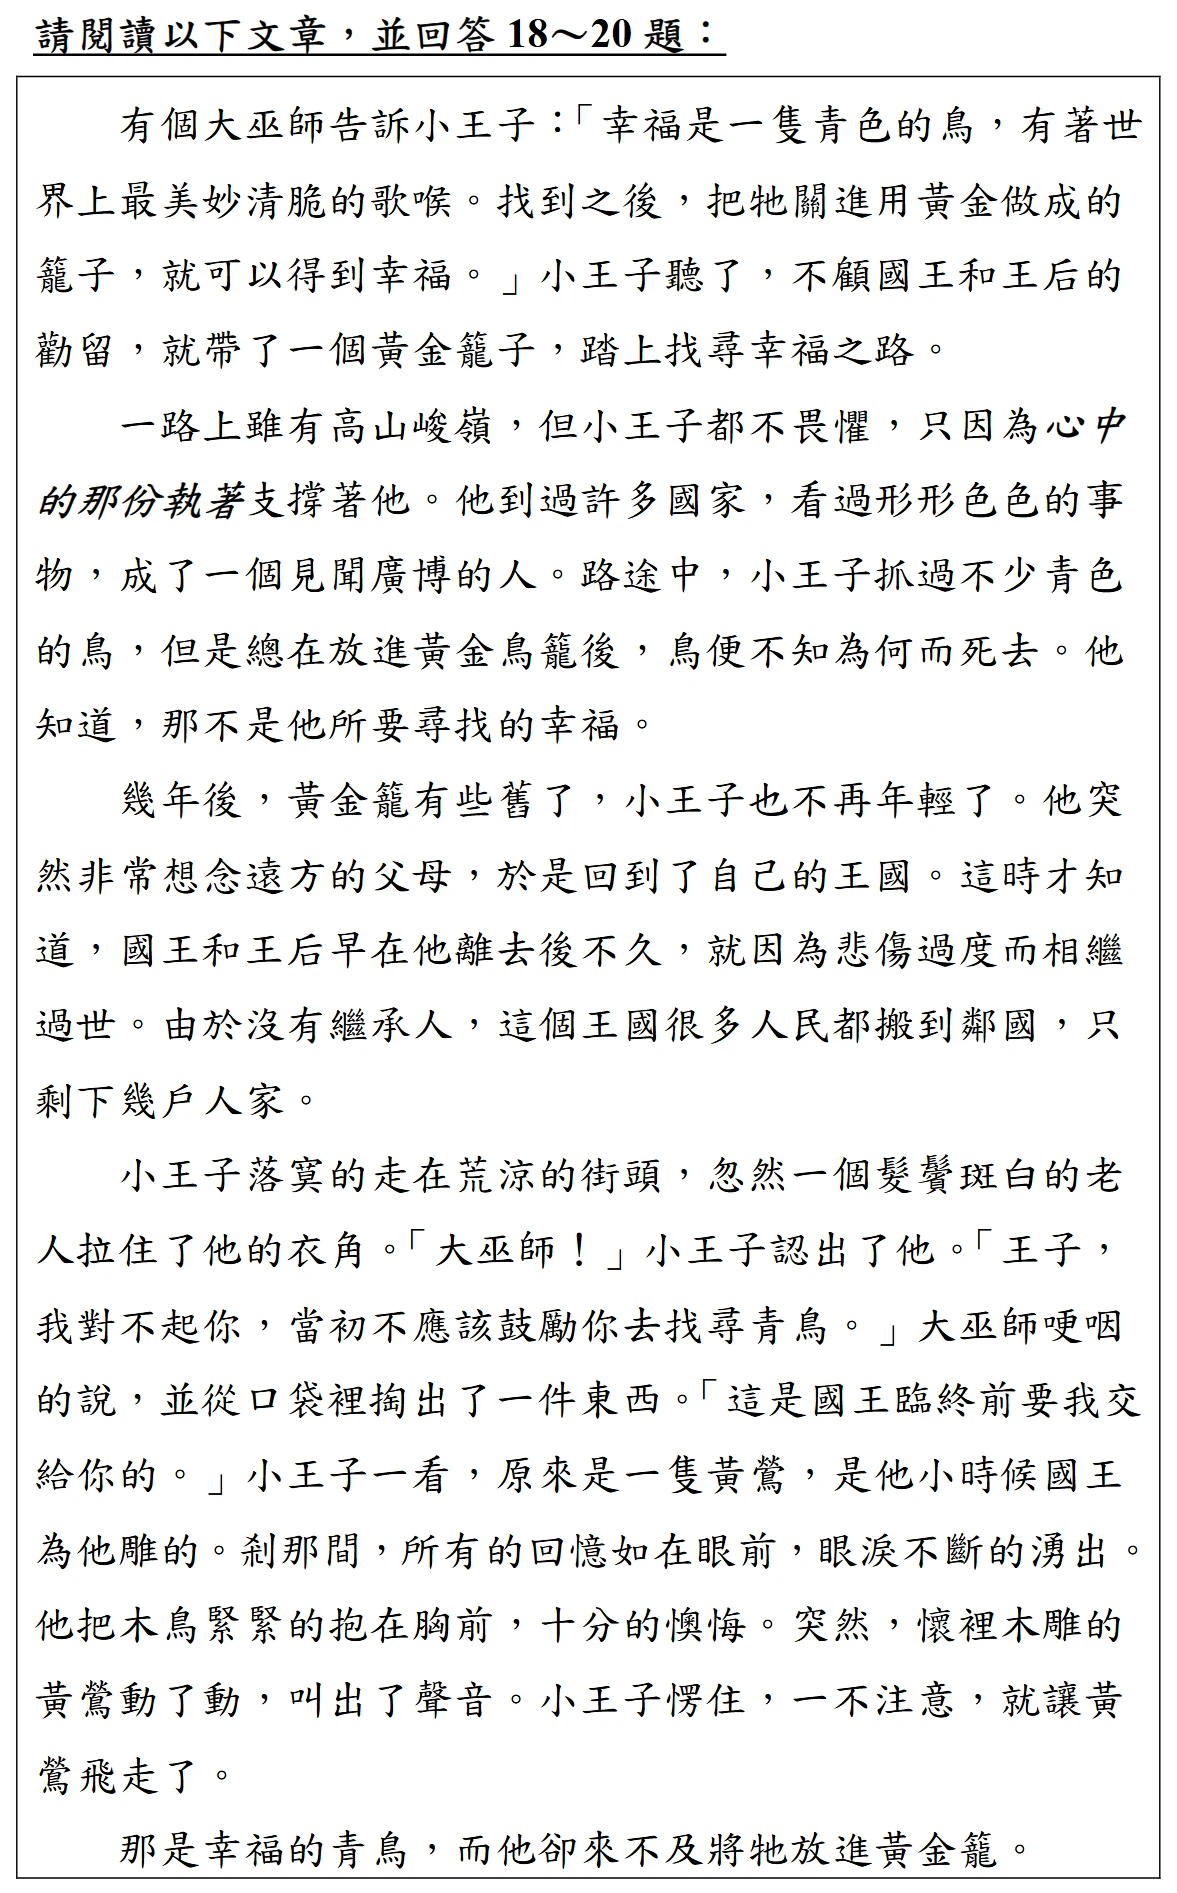 請閱讀以下文章，並回答 18～20 題：
有個大巫師告訴小王子：「幸福是一隻青色的鳥，有著世
界上最美妙清脆的歌喉。找到之後，把牠關進用黃金做成的
籠子，就可以得到幸福。」小王子聽了，不顧國王和王后的
勸留，就帶了一個黃金籠子，踏上找尋幸福之路。
一路上雖有高山峻嶺，但小王子都不畏懼，只因為心中
的那份執著支撐著他。他到過許多國家，看過形形色色的事
物，成了一個見聞廣博的人。路途中，小王子抓過不少青色
的鳥，但是總在放進黃金鳥籠後，鳥便不知為何而死去。他
知道，那不是他所要尋找的幸福。
幾年後，黃金籠有些舊了，小王子也不再年輕了。他突
然非常想念遠方的父母，於是回到了自己的王國。這時才知
道，國王和王后早在他離去後不久，就因為悲傷過度而相繼
過世。由於沒有繼承人，這個王國很多人民都搬到鄰國，只
剩下幾戶人家。
小王子落寞的走在荒涼的街頭，忽然一個髮鬢斑白的老
人拉住了他的衣角。「大巫師！」小王子認出了他。「王子，
我對不起你，當初不應該鼓勵你去找尋青鳥。」大巫師哽咽
的說，並從口袋裡掏出了一件東西。「這是國王臨終前要我交
給你的。」小王子一看，原來是一隻黃鶯，是他小時候國王
為他雕的。剎那間，所有的回憶如在眼前，眼淚不斷的湧出。
他把木鳥緊緊的抱在胸前，十分的懊悔。突然，懷裡木雕的
黃鶯動了動，叫出了聲音。小王子愣住，一不注意，就讓黃
鶯飛走了。
那是幸福的青鳥，而他卻來不及將牠放進黃金籠。